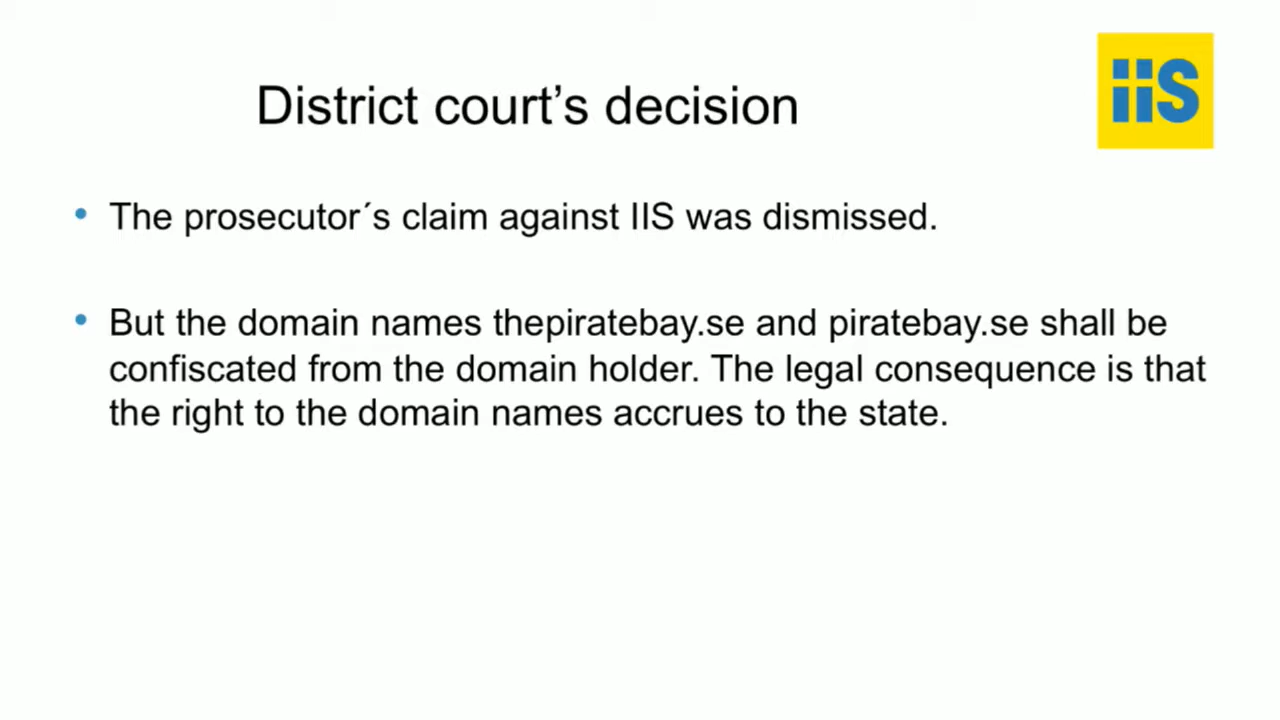 District court’s decision
iis
• The prosecutor´s claim against IIS was dismissed.
• But the domain names thepiratebay.se and piratebay.se shall be
confiscated from the domain holder. The legal consequence is that
the right to the domain names accrues to the state.